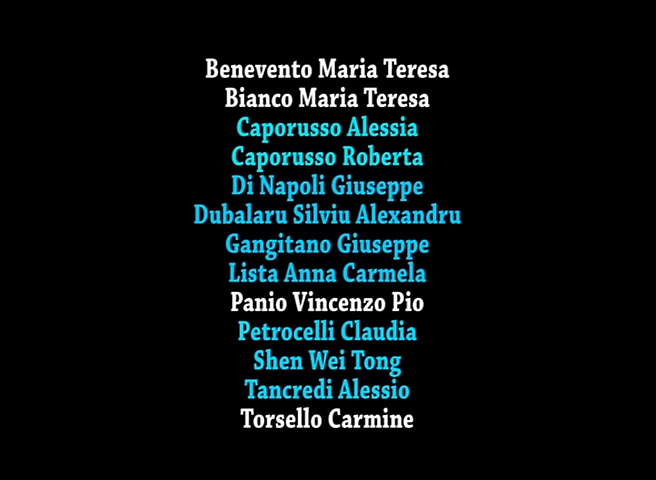 Benevento Maria Teresa
Bianco Maria Teresa
Caporusso Alessia
Caporusso Roberta
Di Napoli Giuseppe
Dubalaru Silviu Alexandru
Gangitano Giuseppe
Lista Anna Carmela
Panio Vincenzo Pio
Petrocelli Claudia
Shen Wei Tong
Tancredi Alessio
Torsello Carmine